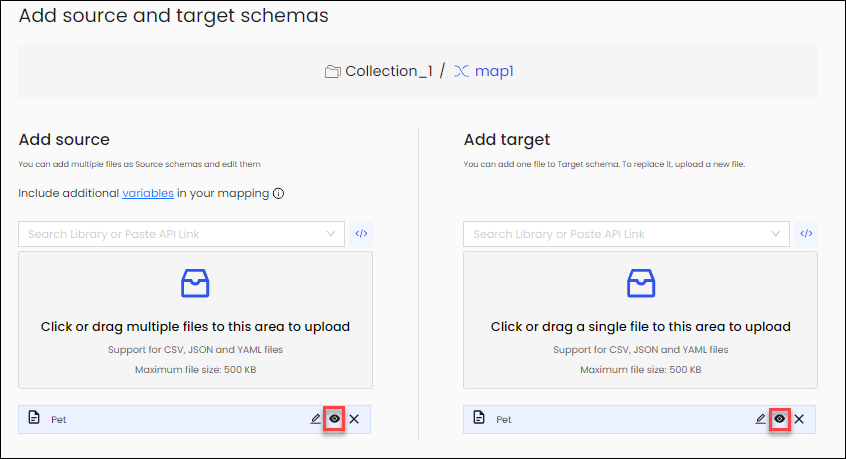 Add source and target schemas
Collection_1 / map1
Add source
You can add multiple files as Source schemas and edit them
Include additional variables in your mapping
Search Library or Paste API Link
</>
Click or drag multiple files to this area to upload
Support for CSV, JSON and YAML files
Maximum file size: 500 KB
Pet
Add target
You can add one file to Target schema. To replace it, upload a new file.
Search Library or Paste API Link
</>
Click or drag a single file to this area to upload
Support for CSV, JSON and YAML files
Maximum file size: 500 KB
Pet